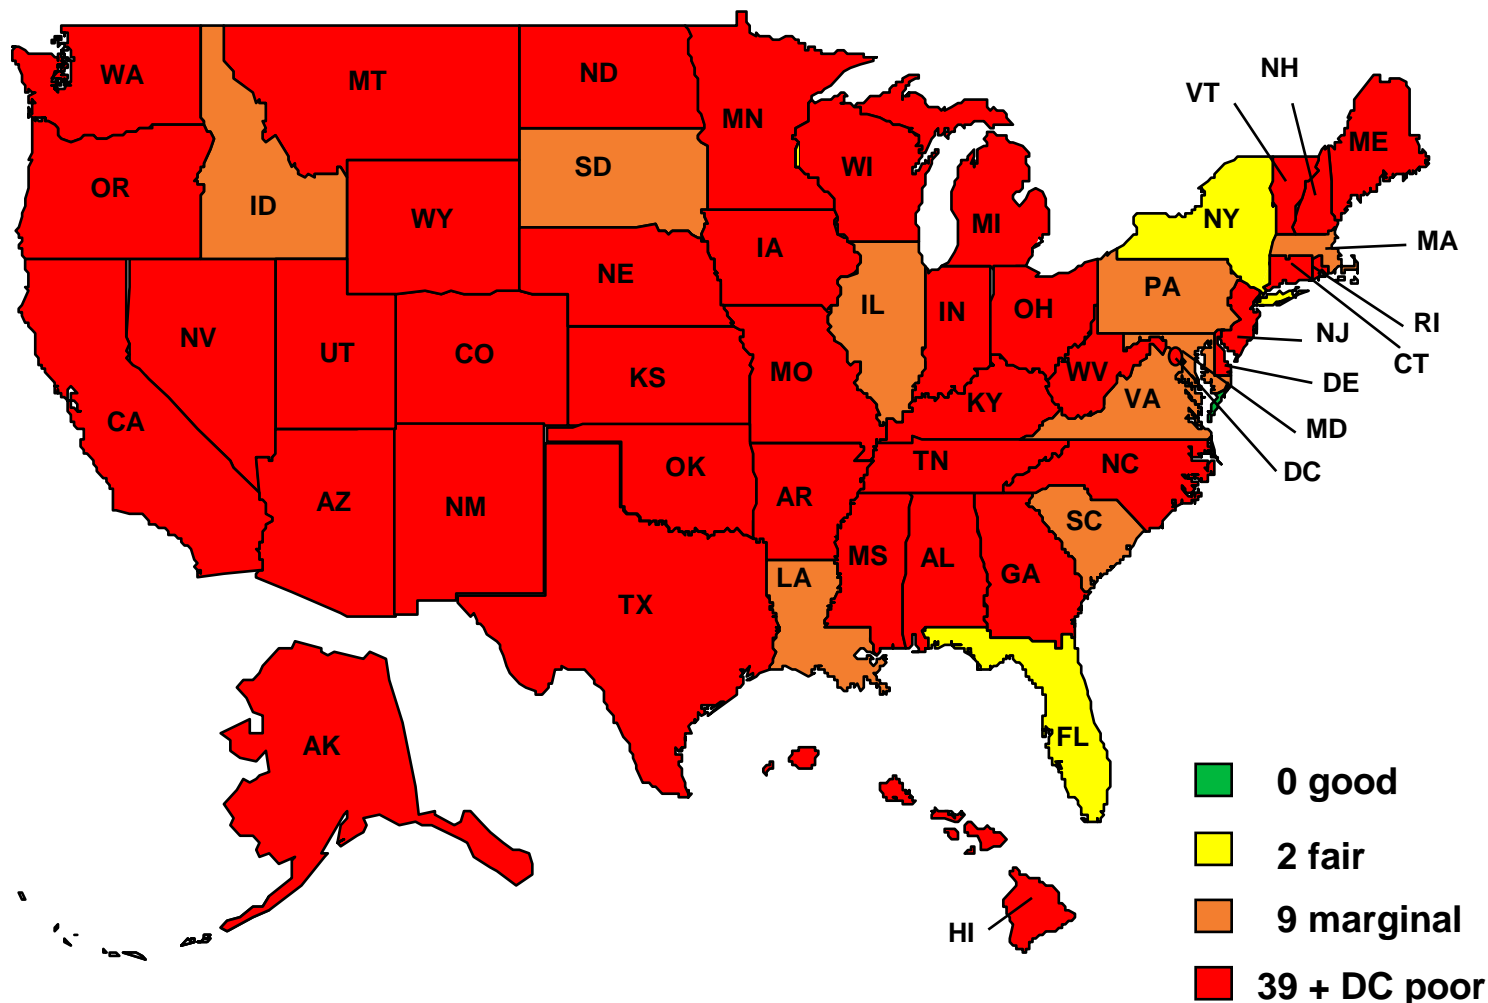 NH
VT
WA
MT
ND
MN
ME
SD
WI
OR
ID
WY
NY
MI
MA
IA
NE
PA
IL
IN
OH
RI
NJ
NV
UT
CO
CT
KS
MO
WV
DE
KY
VA
CA
MD
TN
NC
DC
OK
AZ
NM
AR
SC
MS
AL
GA
LA
TX
AK
FL
HI
0 good
2 fair
9 marginal
39 + DC poor